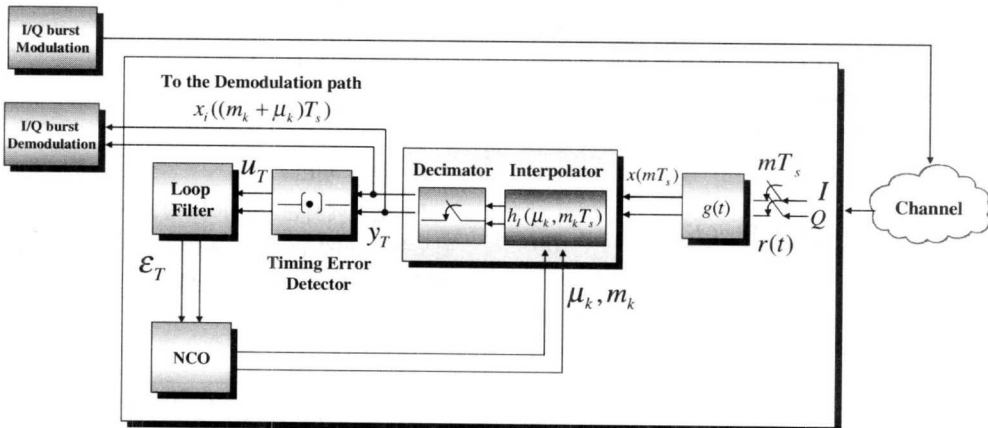 I/Q burst
Modulation
To the Demodulation path
x_i((m_k + μ_k)T_s)
I/Q burst
Demodulation
Loop
Filter
u_T
Timing Error
Detector
y_T
Decimator
Interpolator
h_I(μ_k, m_kT_s)
x(mT_s)
g(t)
mT_s
I
Q
r(t)
Channel
ε_T
μ_k, m_k
NCO